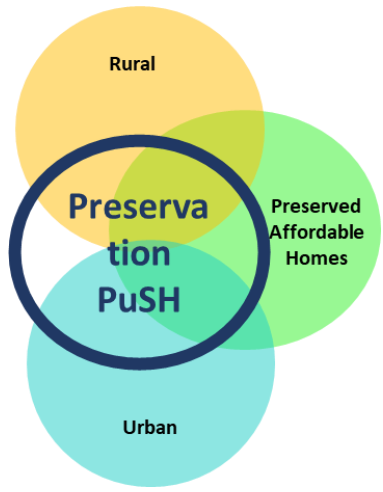 Rural
Preserva
tion
PuSH
Preserved
Affordable
Homes
Urban